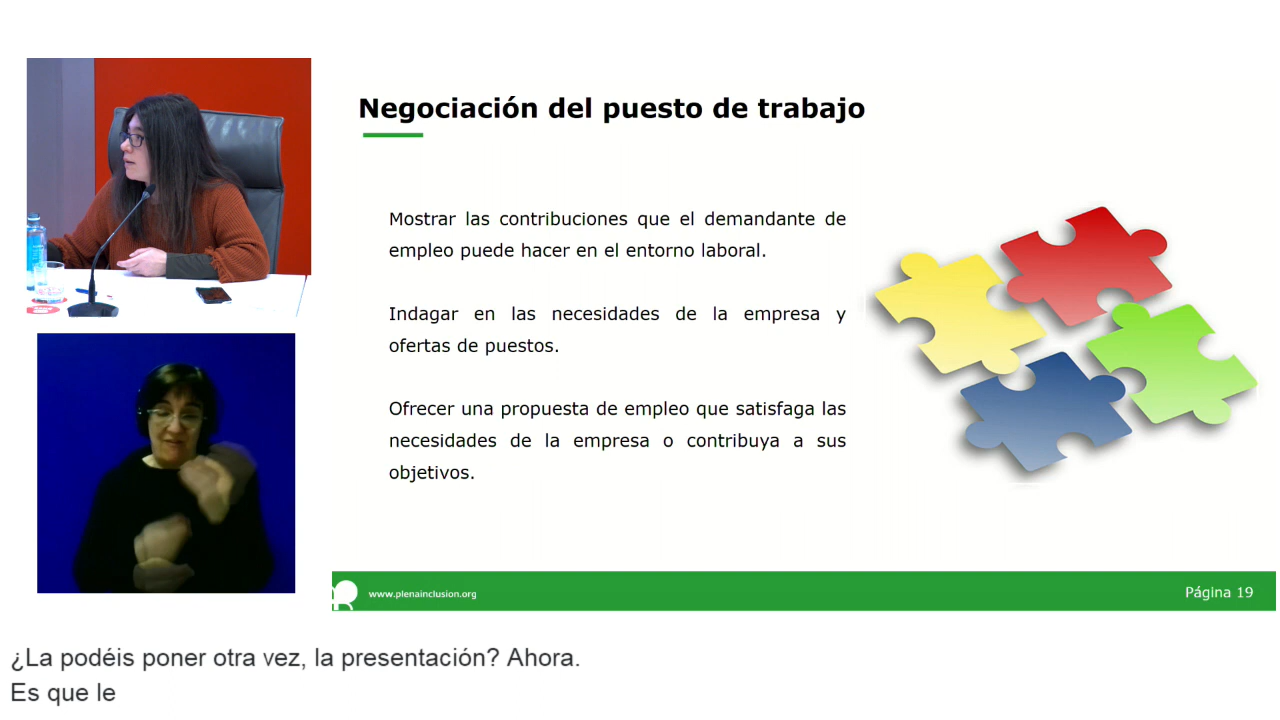 Negociación del puesto de trabajo
Mostrar las contribuciones que el demandante de
empleo puede hacer en el entorno laboral.
Indagar en las necesidades de la empresa y
ofertas de puestos.
Ofrecer una propuesta de empleo que satisfaga las
necesidades de la empresa o contribuya a sus
objetivos.
www.plenainclusion.org
Página 19
¿La podéis poner otra vez, la presentación? Ahora.
Es que le